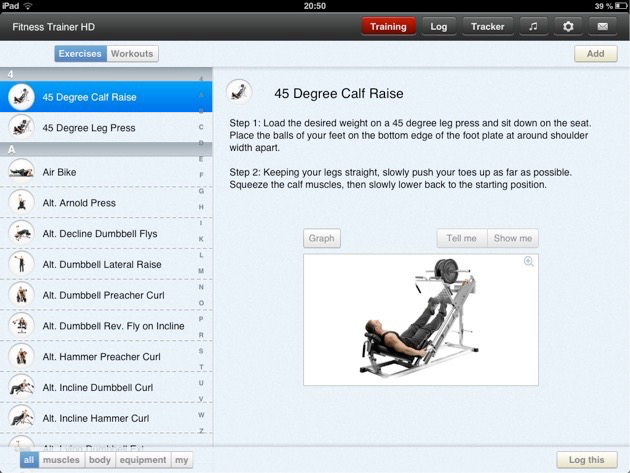 iPad 20:50 39 %
Fitness Trainer HD Training Log Tracker
Exercises Workouts Add
4
45 Degree Calf Raise
45 Degree Leg Press
A
Air Bike
Alt. Arnold Press
Alt. Decline Dumbbell Flys
Alt. Dumbbell Lateral Raise
Alt. Dumbbell Preacher Curl
Alt. Dumbbell Rev. Fly on Incline
Alt. Hammer Preacher Curl
Alt. Incline Dumbbell Curl
Alt. Incline Hammer Curl
4
A
B
C
D
E
F
G
H
I
K
L
M
N
O
P
R
S
T
U
V
W
Z
all muscles body equipment my
45 Degree Calf Raise
Step 1: Load the desired weight on a 45 degree leg press and sit down on the seat.
Place the balls of your feet on the bottom edge of the foot plate at around shoulder
width apart.
Step 2: Keeping your legs straight, slowly push your toes up as far as possible.
Squeeze the calf muscles, then slowly lower back to the starting position.
Graph Tell me Show me
Log this